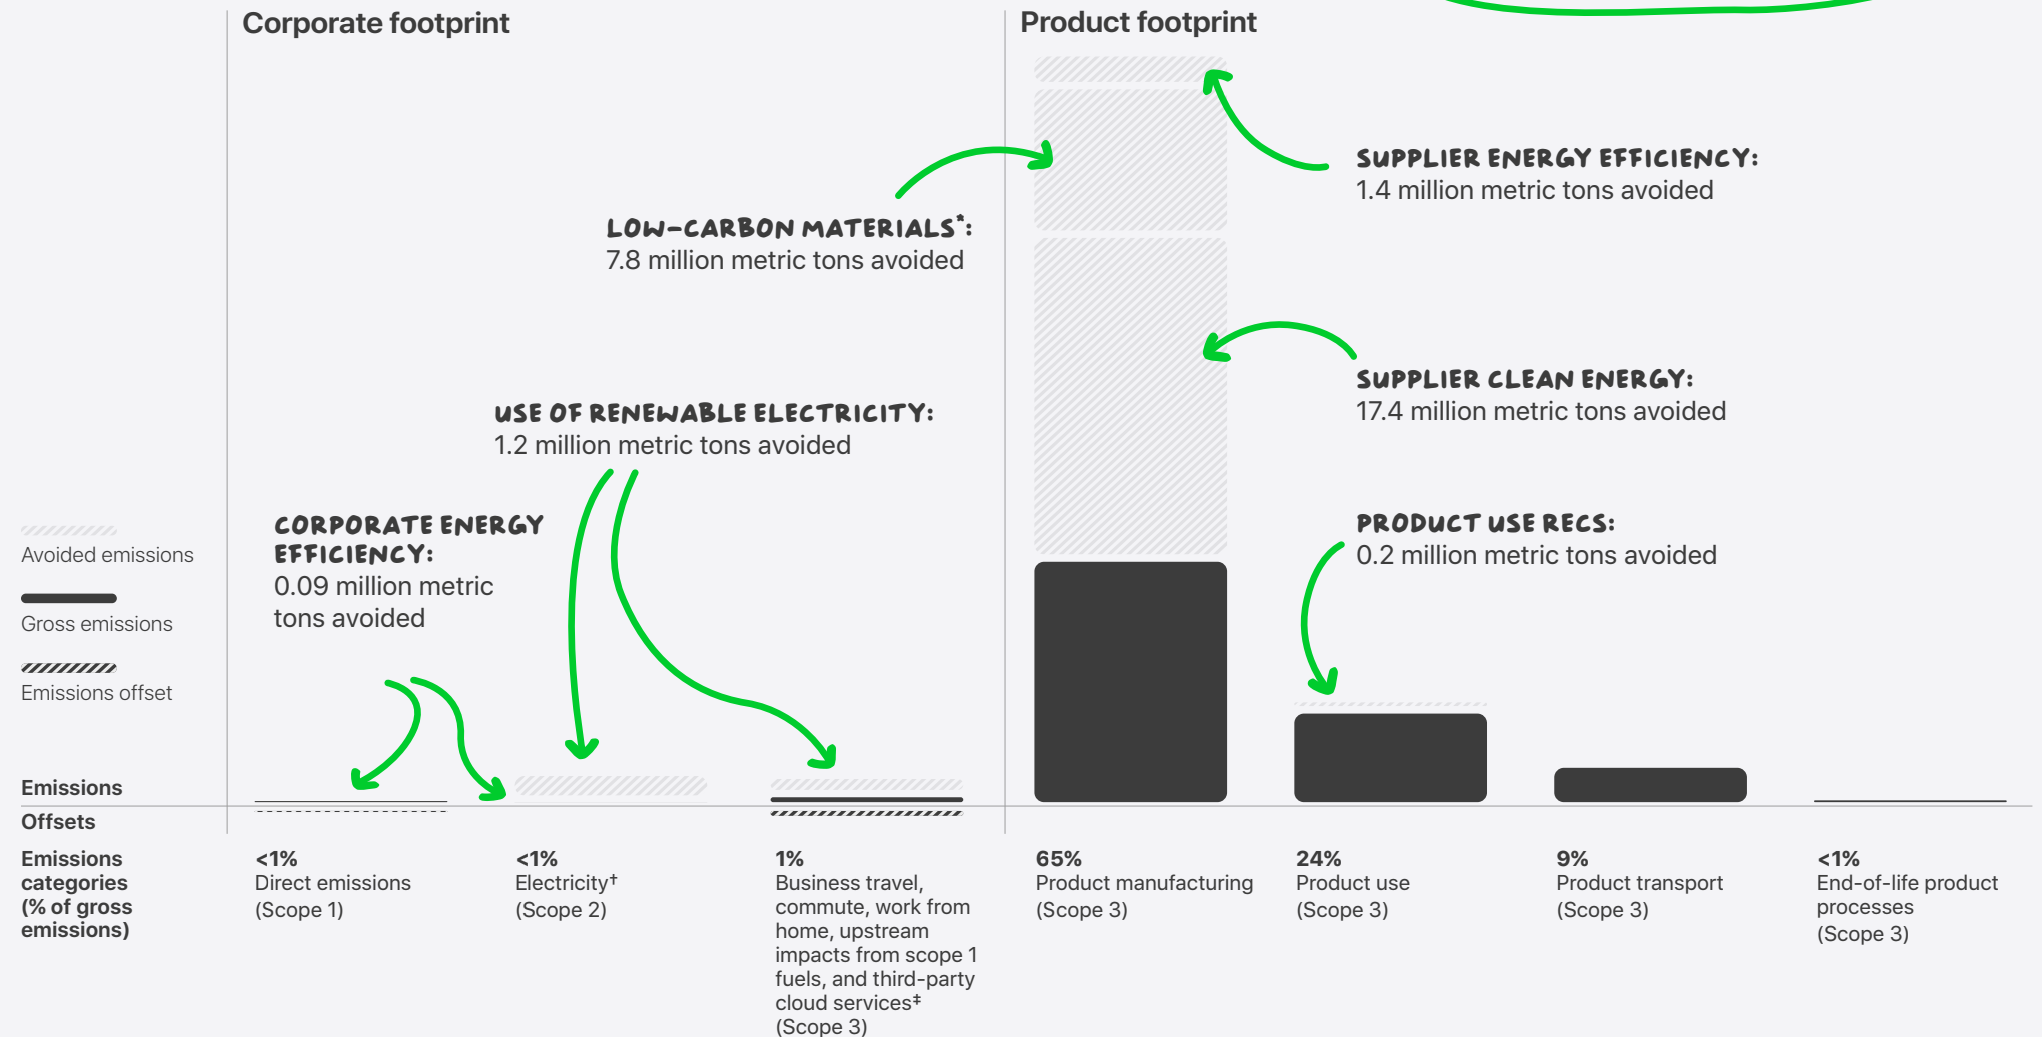 Corporate footprint
Product footprint
SUPPLIER ENERGY EFFICIENCY:
1.4 million metric tons avoided
LOW-CARBON MATERIALS*:
7.8 million metric tons avoided
SUPPLIER CLEAN ENERGY:
17.4 million metric tons avoided
USE OF RENEWABLE ELECTRICITY:
1.2 million metric tons avoided
CORPORATE ENERGY
EFFICIENCY:
0.09 million metric
tons avoided
PRODUCT USE RECS:
0.2 million metric tons avoided
Avoided emissions
Gross emissions
Emissions offset
Emissions
Offsets
Emissions
categories
(% of gross
emissions)
<1%
Direct emissions
(Scope 1)
<1%
Electricity†
(Scope 2)
1%
Business travel,
commute, work from
home, upstream
impacts from scope 1
fuels, and third-party
cloud services‡
(Scope 3)
65%
Product manufacturing
(Scope 3)
24%
Product use
(Scope 3)
9%
Product transport
(Scope 3)
<1%
End-of-life product
processes
(Scope 3)